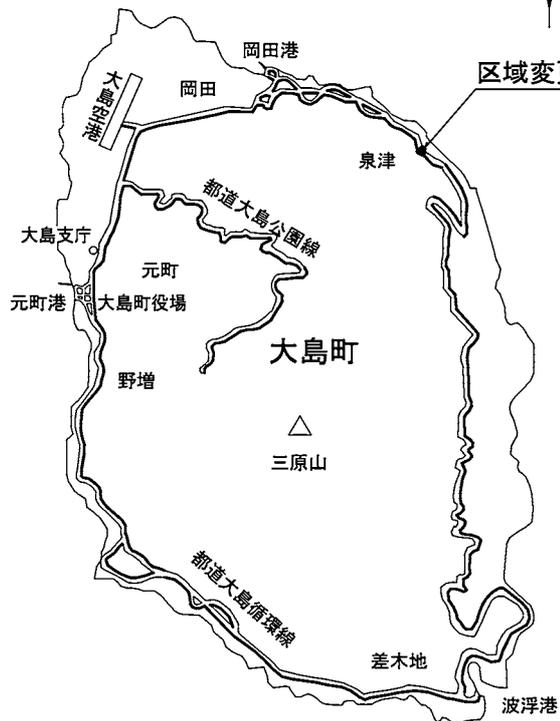 岡田港
区域変
大島空港
岡田
泉津
都道大島公園線
大島支庁
元町
元町港
大島町役場
大島町
野増
三原山
都道大島循環線
差木地
波浮港